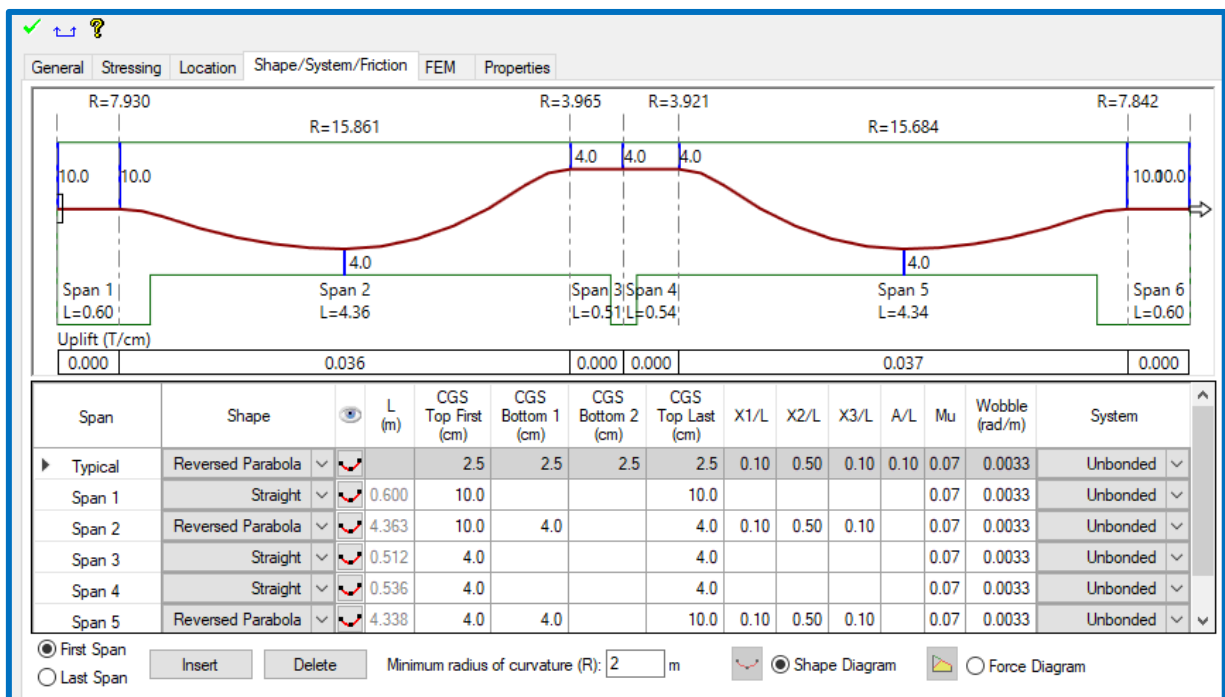 General Stressing Location Shape/System/Friction FEM Properties
R=7.930 R=3.965 R=3.921 R=7.842
R=15.861 R=15.684
4.0 4.0 4.0
10.0 10.0 10.0 10.0
4.0 4.0
Span 1 Span 2 Span 3 Span 4 Span 5 Span 6
L=0.60 L=4.36 L=0.51 L=0.54 L=4.34 L=0.60
Uplift (T/cm)
0.000 0.036 0.000 0.000 0.037 0.000
Span Shape L (m) CGS Top First (cm) CGS Bottom 1 (cm) CGS Bottom 2 (cm) CGS Top Last (cm) X1/L X2/L X3/L A/L Mu Wobble (rad/m) System
Typical Reversed Parabola 2.5 2.5 2.5 2.5 0.10 0.50 0.10 0.10 0.07 0.0033 Unbonded
Span 1 Straight 0.600 10.0 10.0 0.07 0.0033 Unbonded
Span 2 Reversed Parabola 4.363 10.0 4.0 4.0 0.10 0.50 0.10 0.07 0.0033 Unbonded
Span 3 Straight 0.512 4.0 4.0 0.07 0.0033 Unbonded
Span 4 Straight 0.536 4.0 4.0 0.07 0.0033 Unbonded
Span 5 Reversed Parabola 4.338 4.0 4.0 10.0 0.10 0.50 0.10 0.07 0.0033 Unbonded
First Span
Last Span
Insert Delete Minimum radius of curvature (R): 2 m Shape Diagram Force Diagram